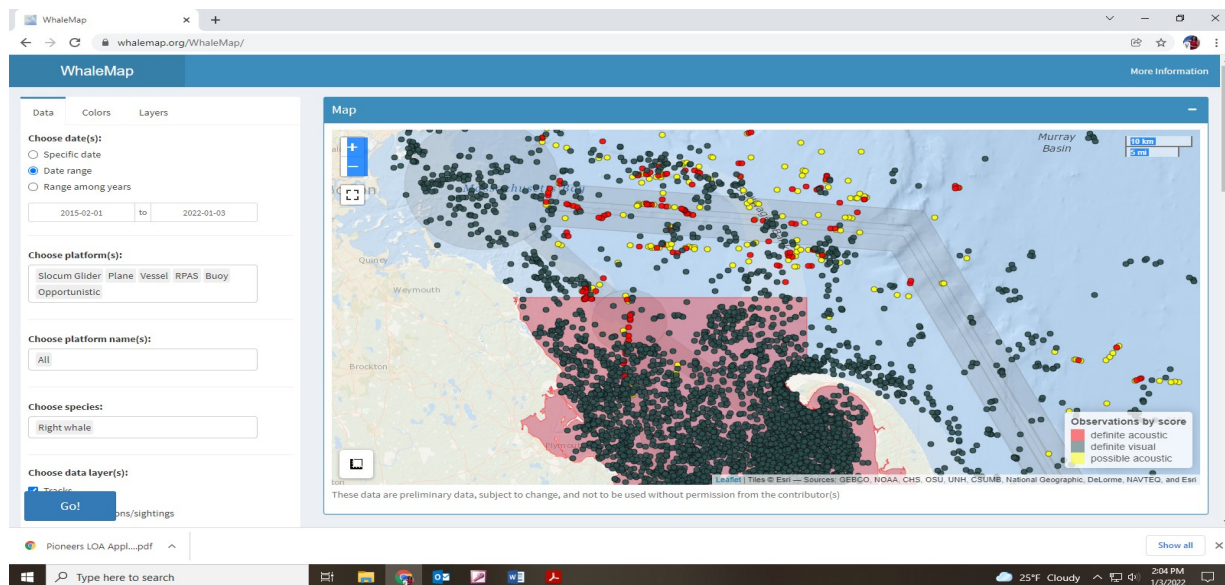 WhaleMap
whalemap.org/WhaleMap/
WhaleMap
More Information
Data Colors Layers
Choose date(s):
Specific date
Date range
Range among years
2015-02-01 to 2022-01-03
Choose platform(s):
Slocum Glider Plane Vessel RPAS Buoy
Opportunistic
Choose platform name(s):
All
Choose species:
Right whale
Choose data layer(s):
Tracks
Go!
ons/sightings
Map
+
−
Murray
Basin
10 km
5 mi
Quincy
Weymouth
Brockton
Observations by score
definite acoustic
definite visual
possible acoustic
Leaflet | Tiles © Esri — Sources: GEBCO, NOAA, CHS, OSU, UNH, CSUMB, National Geographic, DeLorme, NAVTEQ, and Esri
These data are preliminary data, subject to change, and not to be used without permission from the contributor(s)
Pioneers LOA Appl....pdf
Show all
Type here to search
25°F Cloudy
2:04 PM
1/3/2022